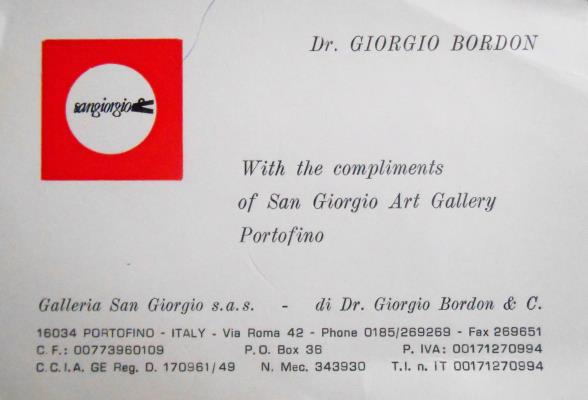 Dr. GIORGIO BORDON
sangiorgio
With the compliments
of San Giorgio Art Gallery
Portofino
Galleria San Giorgio s.a.s. - di Dr. Giorgio Bordon & C.
16034 PORTOFINO - ITALY - Via Roma 42 - Phone 0185/269269 - Fax 269651
C.F.: 00773960109 P.O. Box 36 P. IVA: 00171270994
C.C.I.A. GE Reg. D. 170961/49 N. Mec. 343930 T.I. n. IT 00171270994